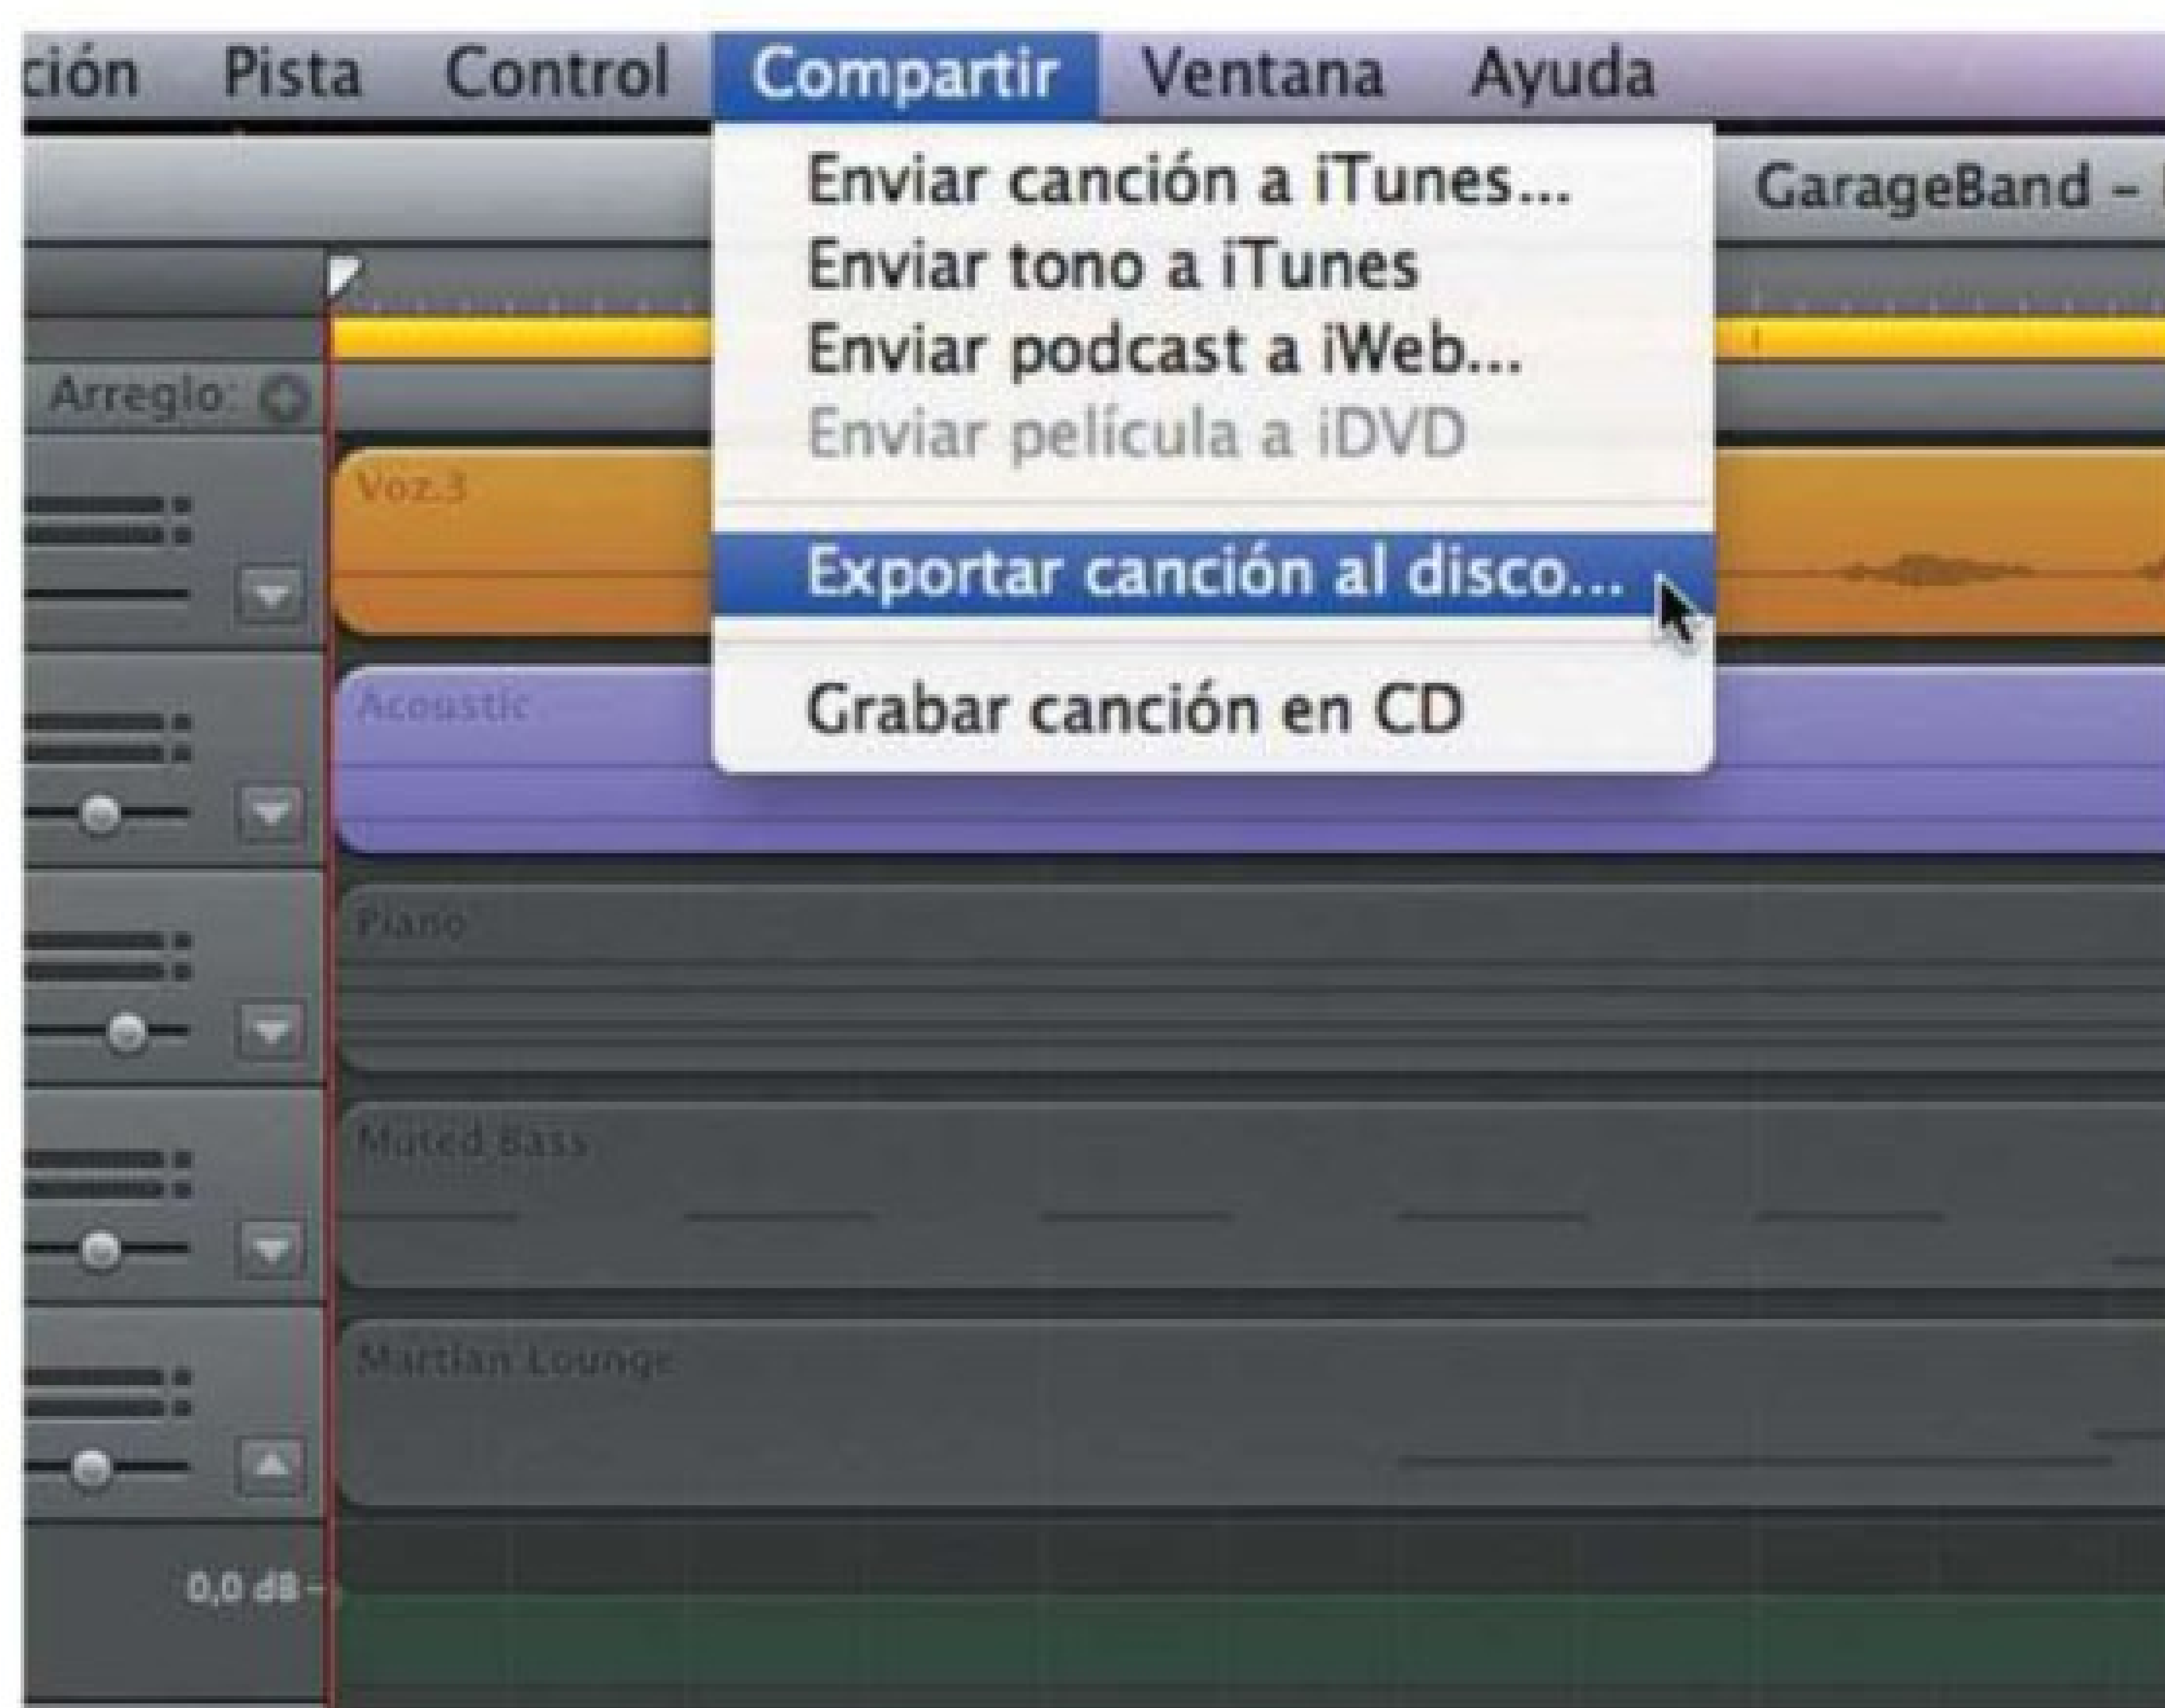 ción Pista Control Compartir Ventana Ayuda
Enviar canción a iTunes...
Enviar tono a iTunes
Enviar podcast a iWeb...
Enviar película a iDVD
Exportar canción al disco...
Grabar canción en CD
GarageBand –
Arreglo:
Voz.3
Acoustic
Piano
Muted Bass
Martian Lounge
0,0 dB